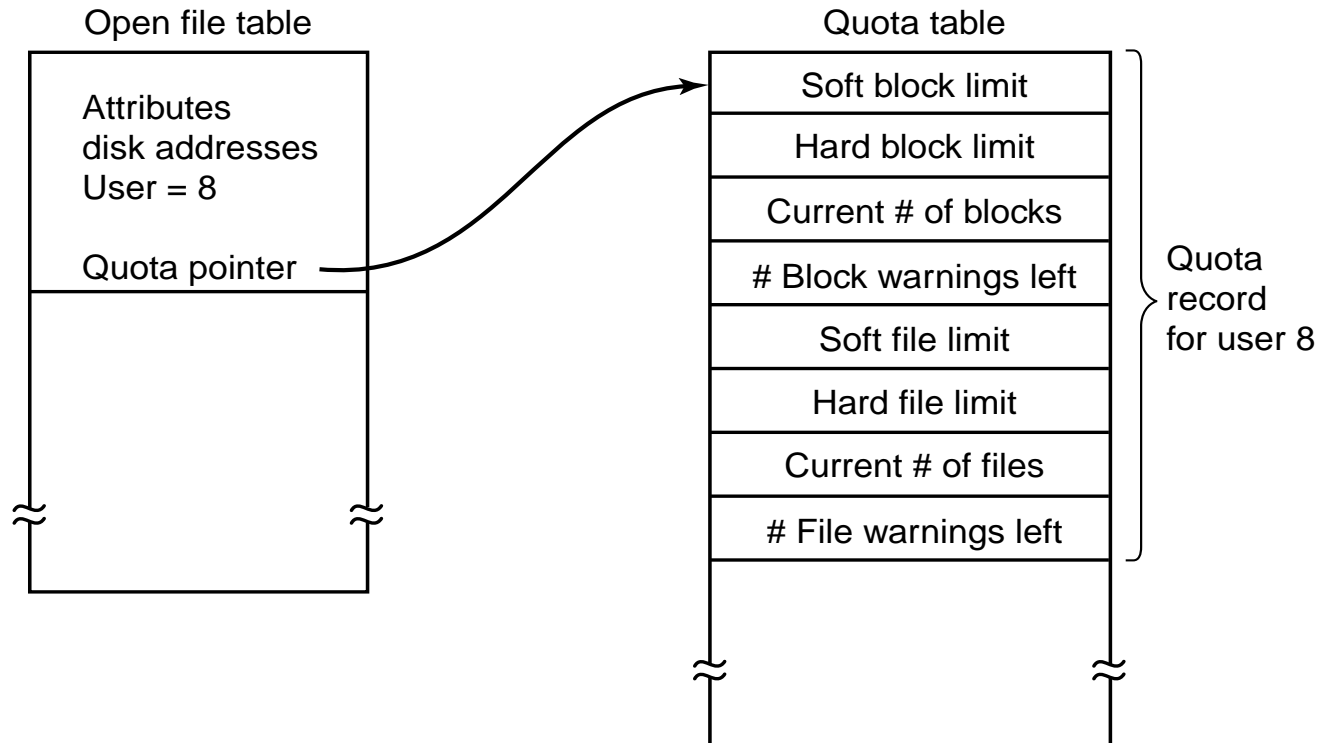 Open file table
Attributes
disk addresses
User = 8
Quota pointer
Quota table
Soft block limit
Hard block limit
Current # of blocks
# Block warnings left
Soft file limit
Hard file limit
Current # of files
# File warnings left
Quota
record
for user 8